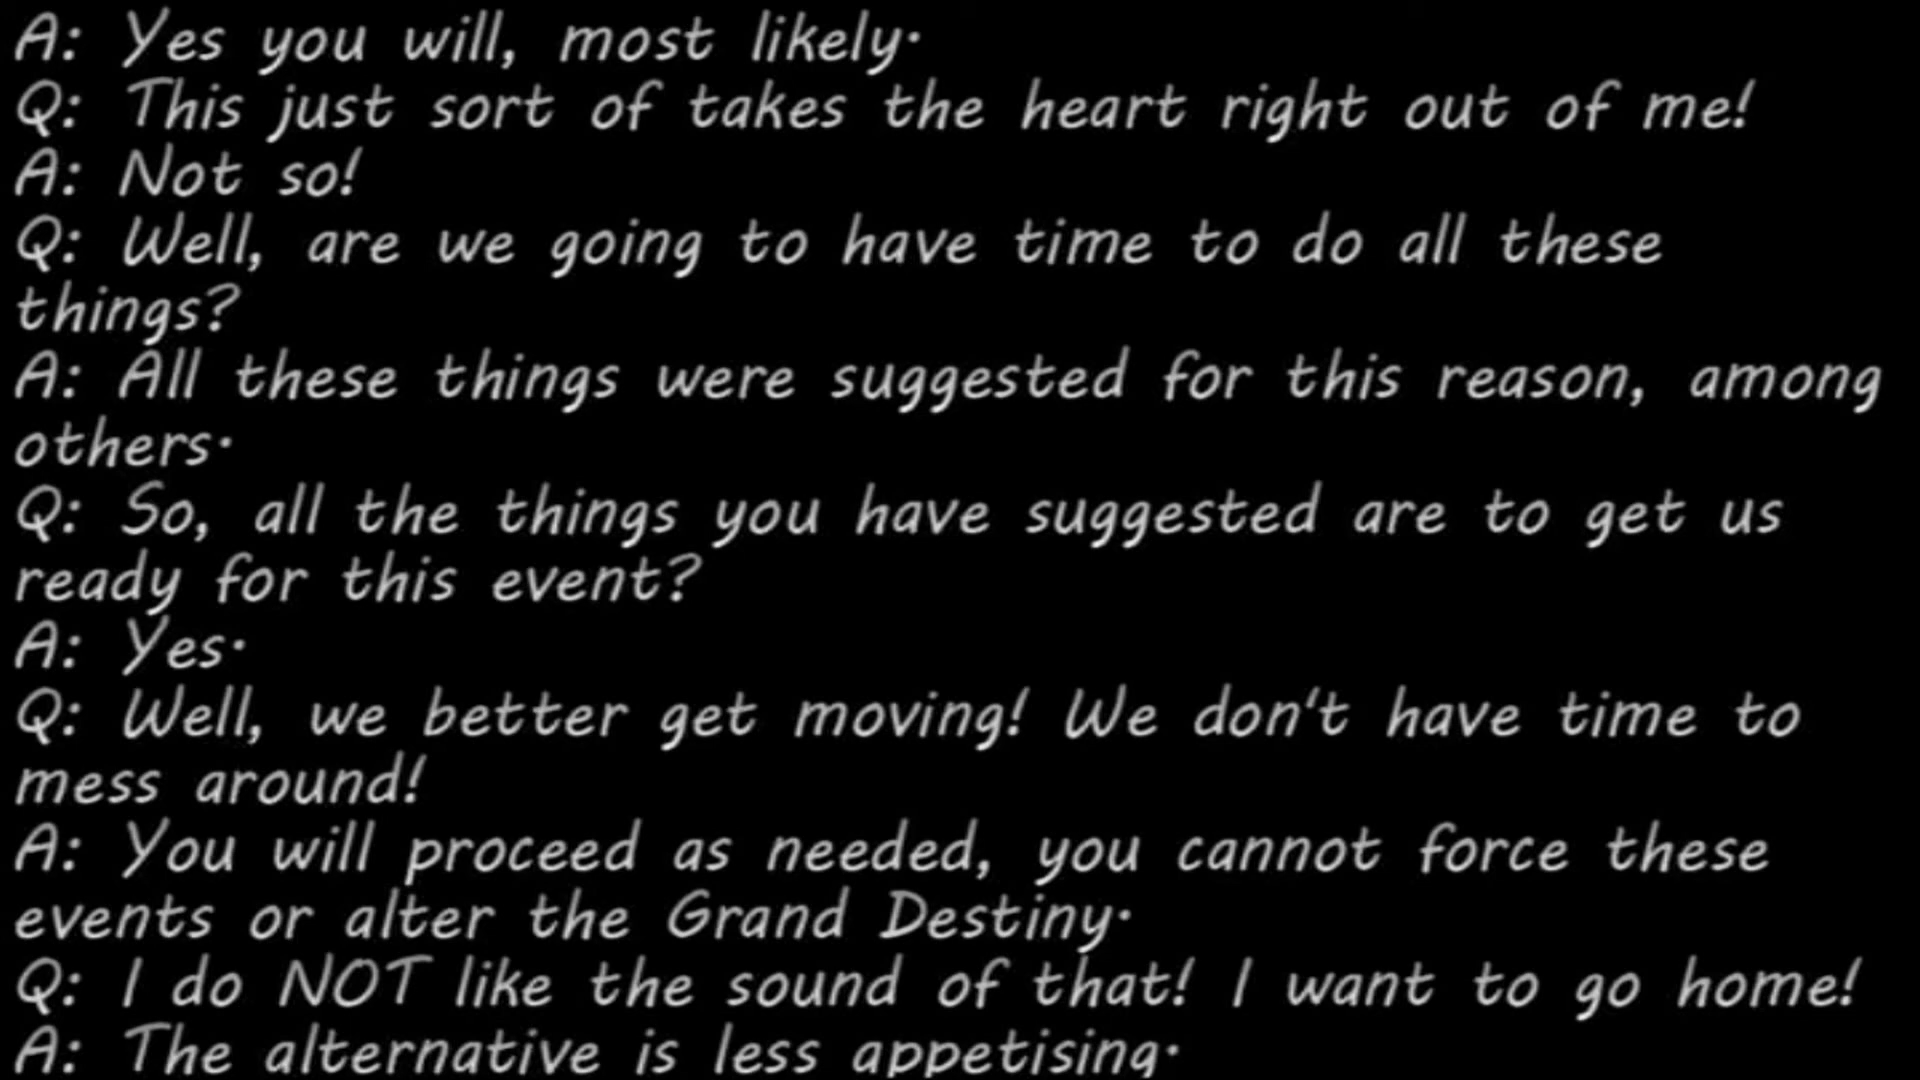 A: Yes you will, most likely.
Q: This just sort of takes the heart right out of me!
A: Not so!
Q: Well, are we going to have time to do all these
things?
A: All these things were suggested for this reason, among
others.
Q: So, all the things you have suggested are to get us
ready for this event?
A: Yes.
Q: Well, we better get moving! We don't have time to
mess around!
A: You will proceed as needed, you cannot force these
events or alter the Grand Destiny.
Q: I do NOT like the sound of that! I want to go home!
A: The alternative is less appetising.